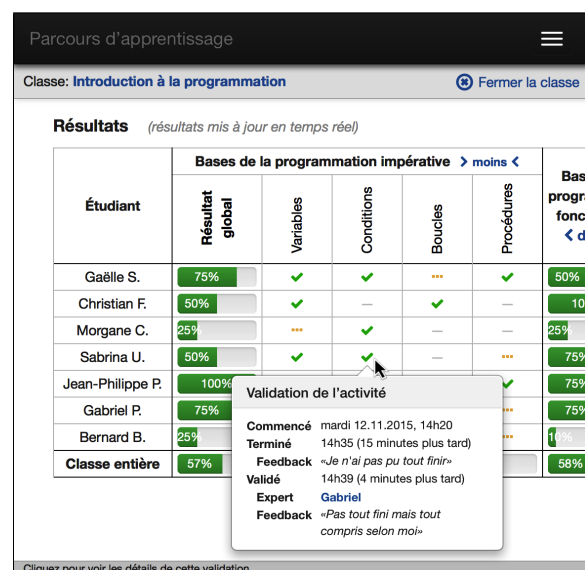 Parcours d'apprentissage
Classe: Introduction à la programmation
Fermer la classe
Résultats (résultats mis à jour en temps réel)
Étudiant
Bases de la programmation impérative > moins <
Résultat global
Variables
Conditions
Boucles
Procédures
Bas
progr
fonc
< d
Gaëlle S. 75% 50%
Christian F. 50% 10
Morgane C. 25% 25%
Sabrina U. 50% 75%
Jean-Philippe P. 100% 75%
Gabriel P. 75% 75%
Bernard B. 25% 10%
Classe entière 57% 58%
Validation de l'activité
Commencé mardi 12.11.2015, 14h20
Terminé 14h35 (15 minutes plus tard)
Feedback «Je n'ai pas pu tout finir»
Validé 14h39 (4 minutes plus tard)
Expert Gabriel
Feedback «Pas tout fini mais tout
compris selon moi»
Cliquez pour voir les détails de cette validation